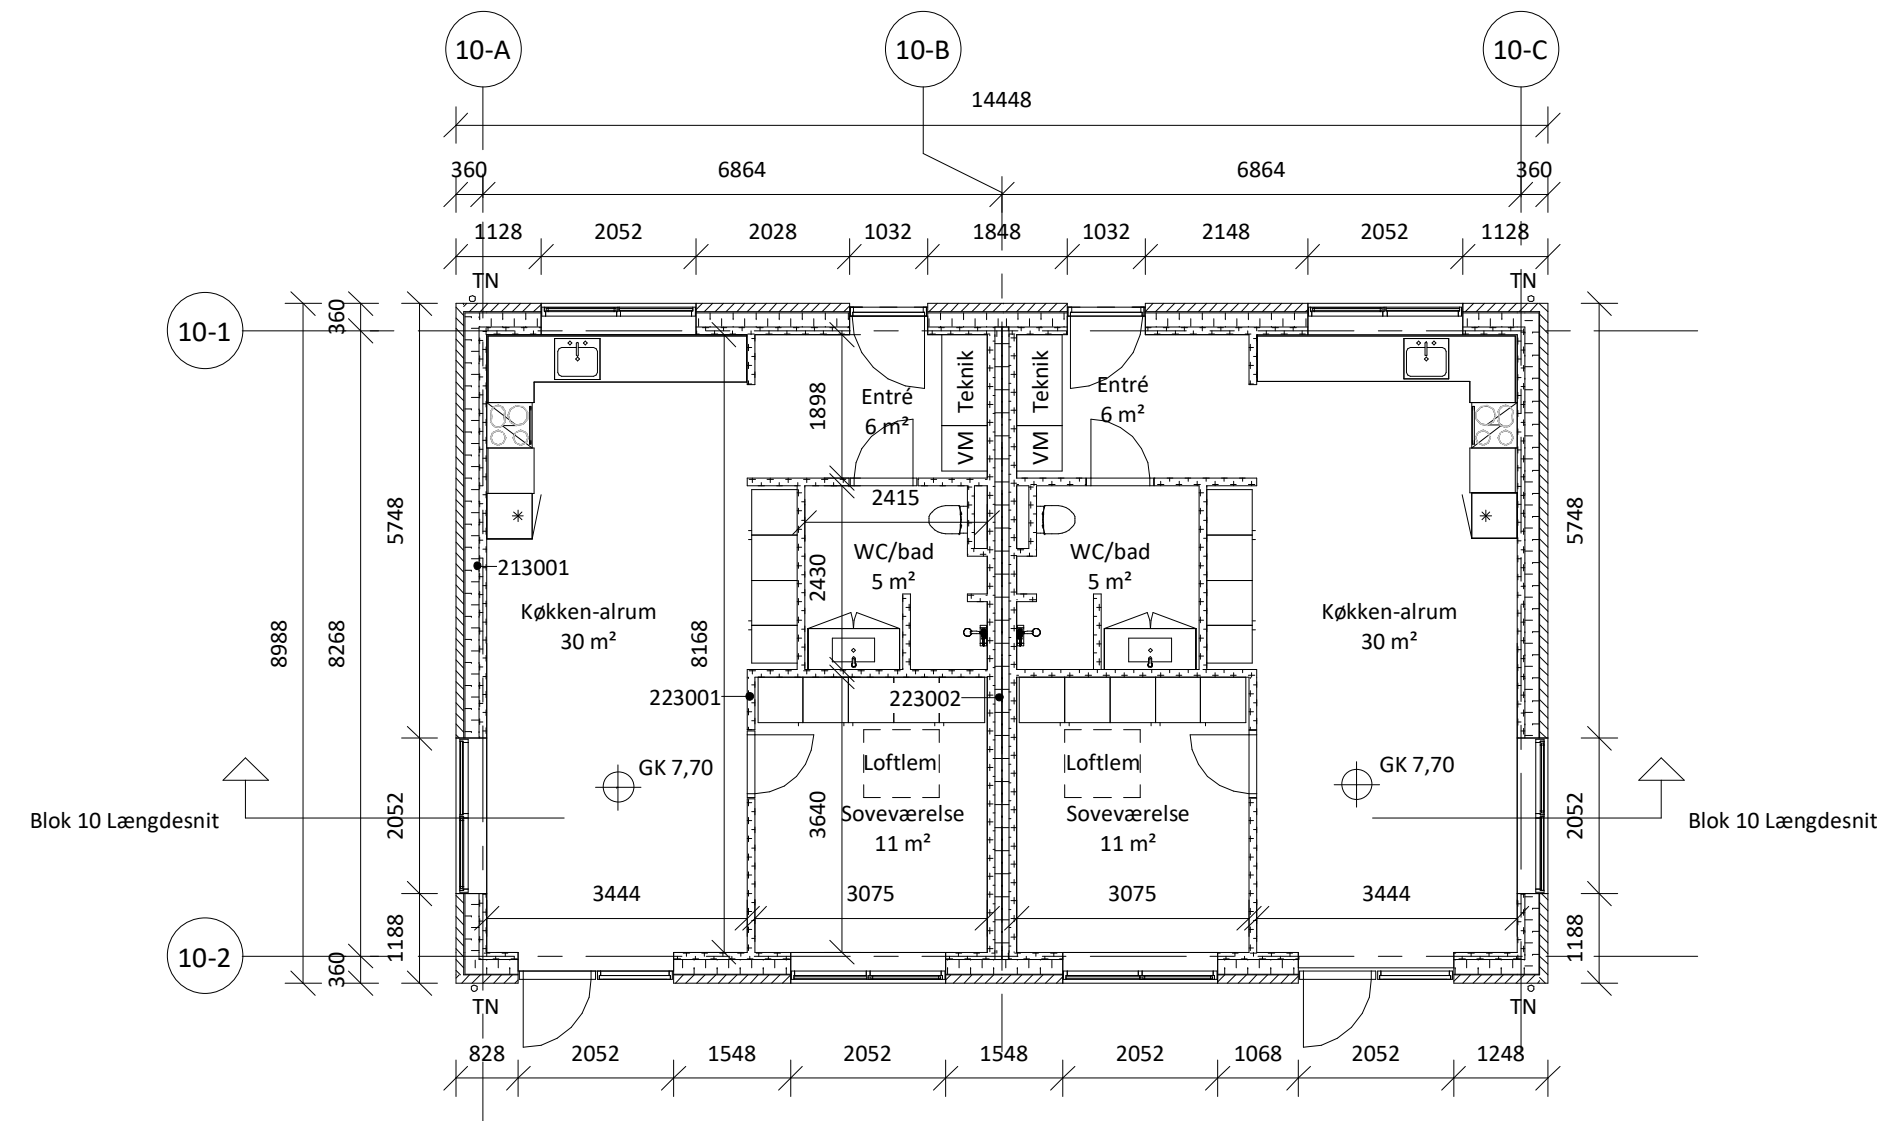 10-A
10-B
10-C
14448
360
6864
6864
360
1128
2052
2028
1032
1848
1032
2148
2052
1128
TN
TN
10-1
360
Teknik
Teknik
Entré
6 m²
Entré
6 m²
1898
VM
VM
2415
5748
5748
WC/bad
5 m²
WC/bad
5 m²
213001
2430
Køkken-alrum
30 m²
Køkken-alrum
30 m²
8988
8268
8168
223001
223002
GK 7,70
Loftlem
Loftlem
GK 7,70
Blok 10 Længdesnit
2052
3640
Soveværelse
11 m²
Soveværelse
11 m²
2052
Blok 10 Længdesnit
3444
3075
3075
3444
1188
1188
10-2
360
TN
TN
828
2052
1548
2052
1548
2052
1068
2052
1248